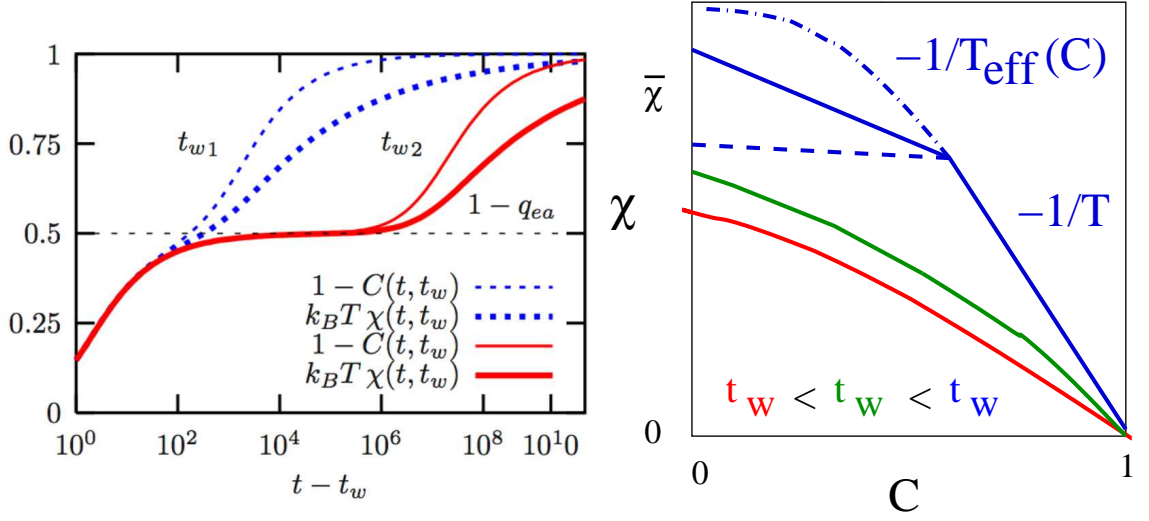 1
0.75
0.5
0.25
0
10^0
10^2
10^4
10^6
10^8
10^10
t − t_w
t_w1
t_w2
1 − q_ea
1 − C(t, t_w)
k_B T χ(t, t_w)
1 − C(t, t_w)
k_B T χ(t, t_w)
−1/T_eff(C)
χ̄
χ
−1/T
t_w < t_w < t_w
0
0
1
C